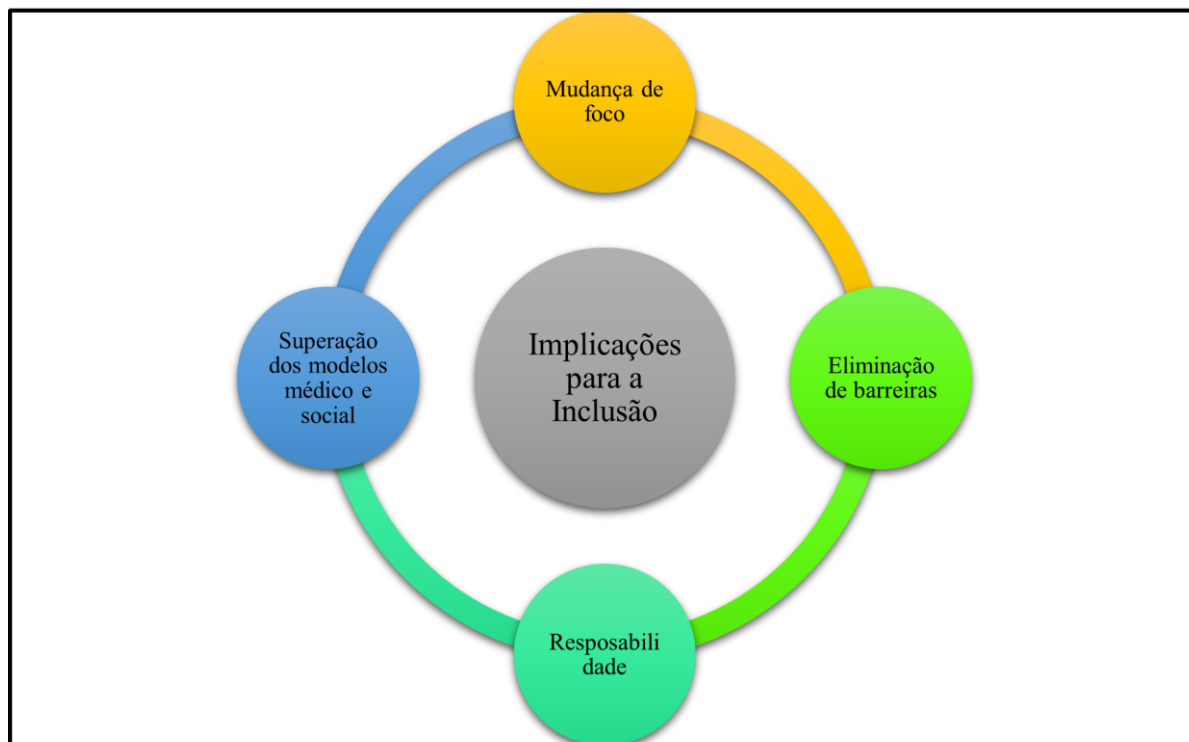 Mudança de
foco
Superação
dos modelos
médico e
social
Implicações
para a
Inclusão
Eliminação
de barreiras
Resposabili
dade